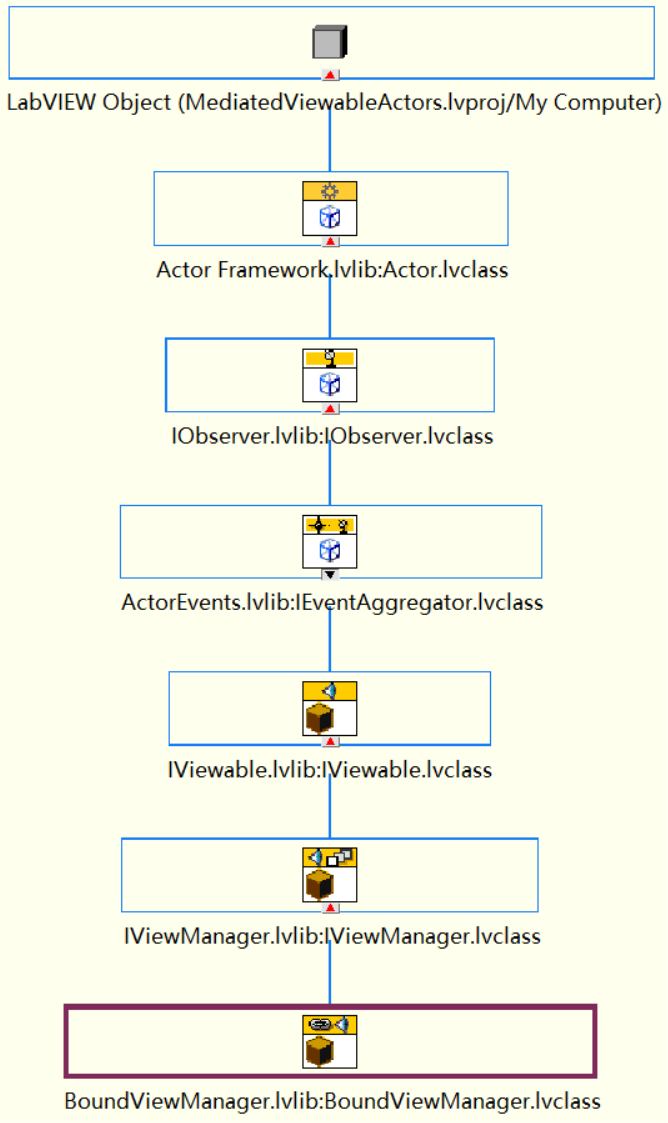 LabVIEW Object (MediatedViewableActors.lvproj/My Computer)
Actor Framework.lvlib:Actor.lvclass
IObserver.lvlib:IObserver.lvclass
ActorEvents.lvlib:IEventAggregator.lvclass
IViewable.lvlib:IViewable.lvclass
IViewManager.lvlib:IViewManager.lvclass
BoundViewManager.lvlib:BoundViewManager.lvclass